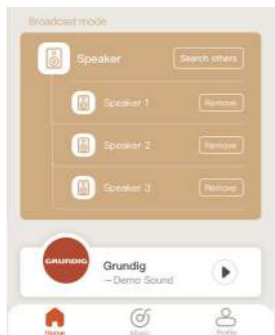 Broadcast mode
Speaker
Search others
Speaker 1
Remove
Speaker 2
Remove
Speaker 3
Remove
GRUNDIG
Grundig
~Demo Sound
Home
Music
Profile